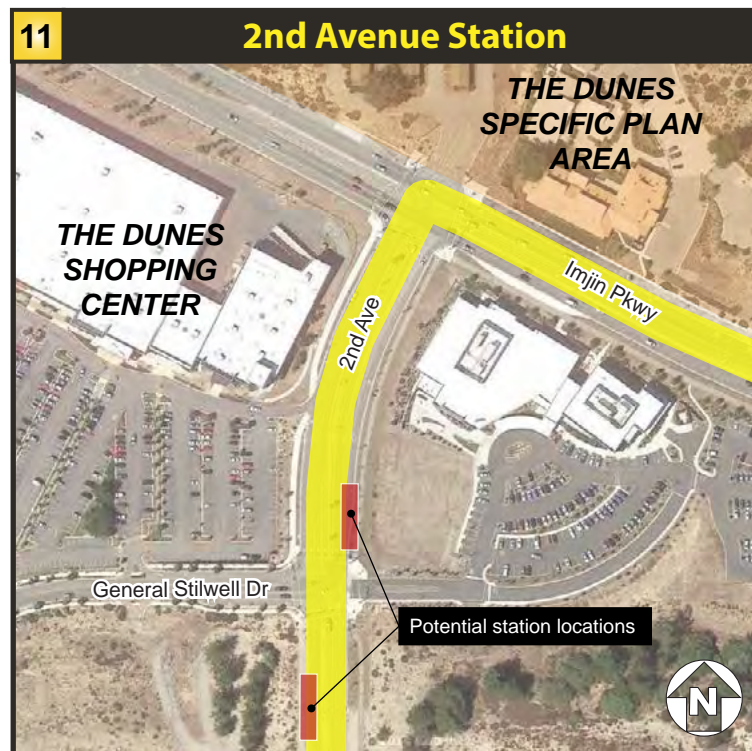 11
2nd Avenue Station
THE DUNES
SPECIFIC PLAN
AREA
THE DUNES
SHOPPING
CENTER
Imjin Pkwy
2nd Ave
General Stilwell Dr
Potential station locations
N